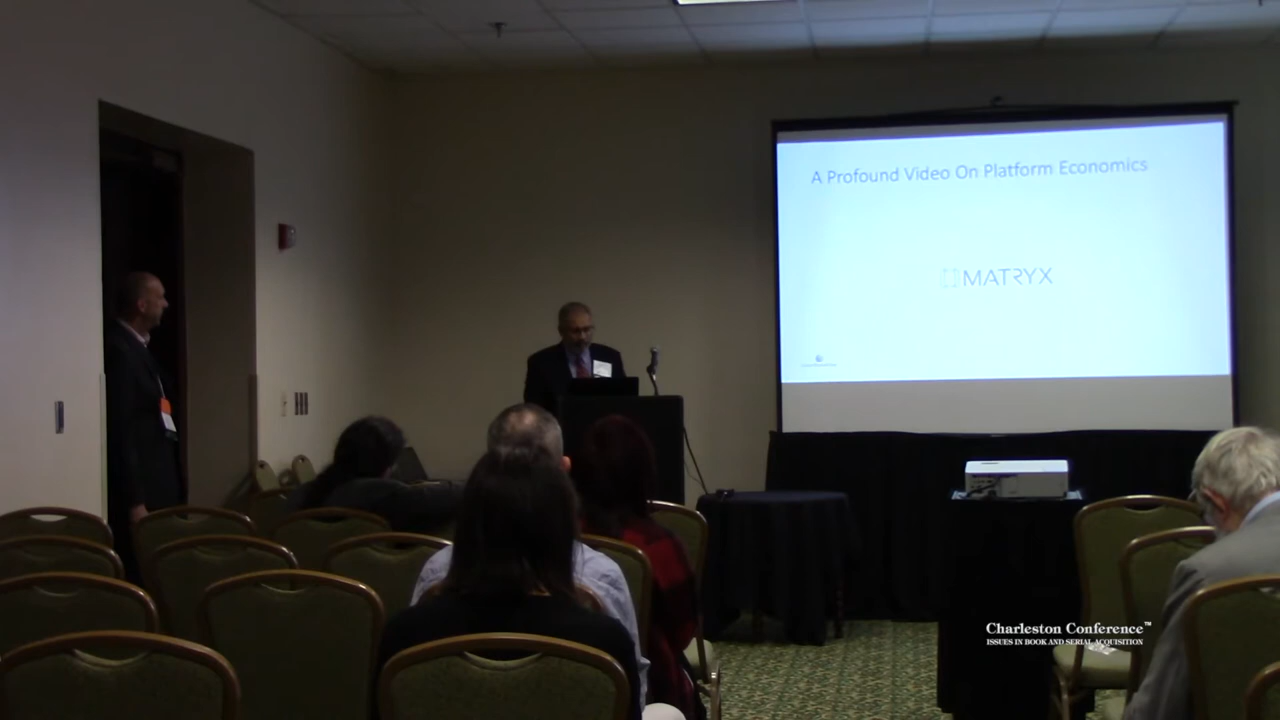 A Profound Video On Platform Economics
MATRYX
Charleston Conference™
ISSUES IN BOOK AND SERIAL ACQUISITION